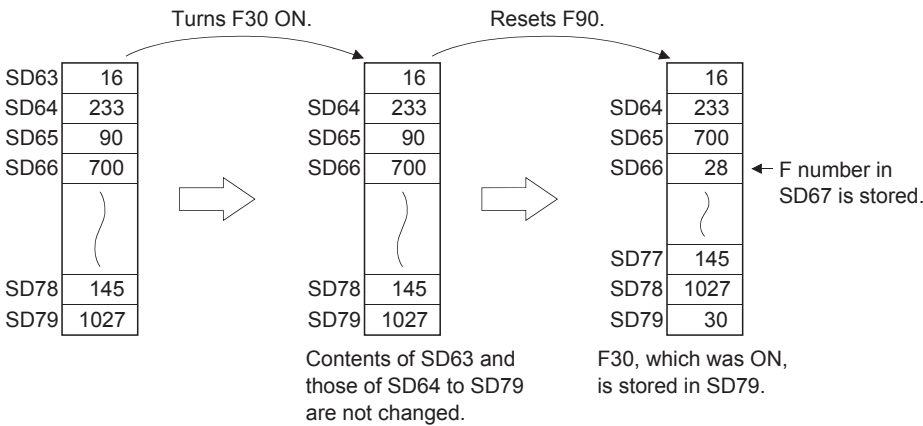 Turns F30 ON.
Resets F90.
SD63 16
SD64 233
SD65 90
SD66 700
SD78 145
SD79 1027
16
SD64 233
SD65 90
SD66 700
SD78 145
SD79 1027
Contents of SD63 and
those of SD64 to SD79
are not changed.
16
SD64 233
SD65 700
SD66 28
F number in
SD67 is stored.
SD77 145
SD78 1027
SD79 30
F30, which was ON,
is stored in SD79.